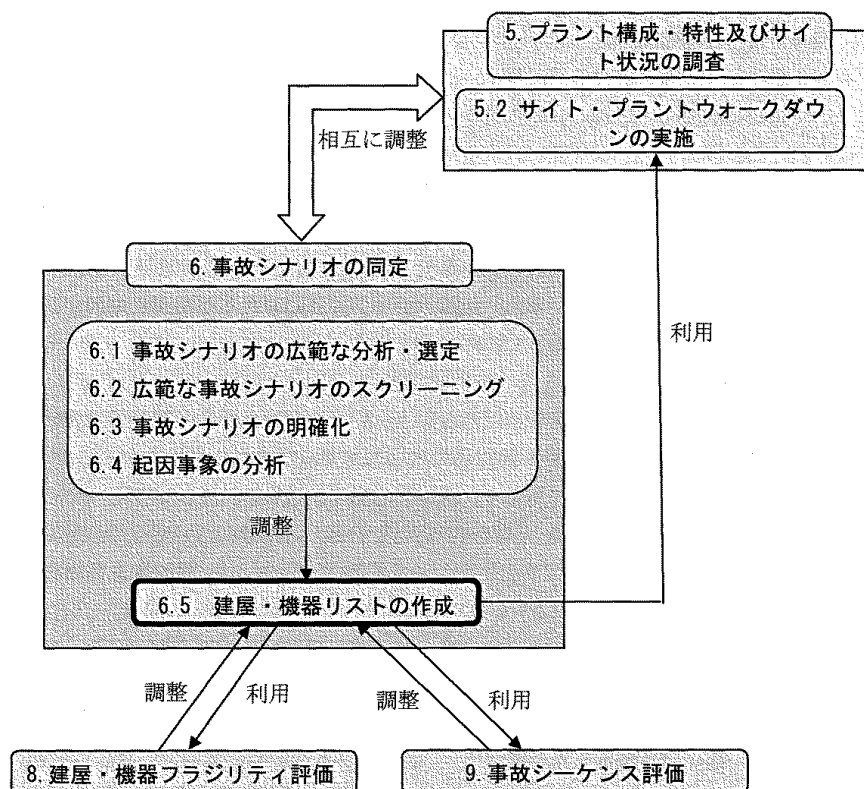 5. プラント構成・特性及びサイ
ト状況の調査
5.2 サイト・プラントウォークダウ
ンの実施
相互に調整
6. 事故シナリオの同定
利用
6.1 事故シナリオの広範な分析・選定
6.2 広範な事故シナリオのスクリーニング
6.3 事故シナリオの明確化
6.4 起因事象の分析
調整
6.5 建屋・機器リストの作成
調整
利用
調整
利用
8. 建屋・機器フラジリティ評価
9. 事故シーケンス評価